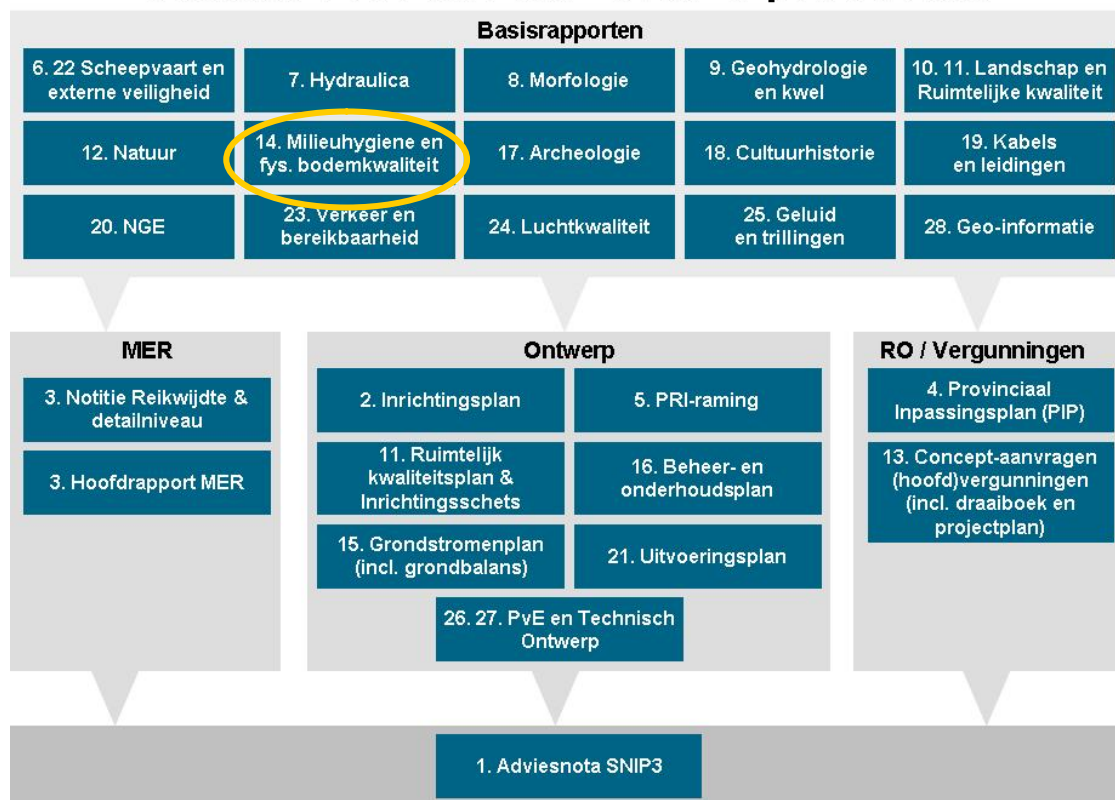 Basisrapporten
6. 22 Scheepvaart en
externe veiligheid
7. Hydraulica
8. Morfologie
9. Geohydrologie
en kwel
10. 11. Landschap en
Ruimtelijke kwaliteit
12. Natuur
14. Milieuhygiene en
fys. bodemkwaliteit
17. Archeologie
18. Cultuurhistorie
19. Kabels
en leidingen
20. NGE
23. Verkeer en
bereikbaarheid
24. Luchtkwaliteit
25. Geluid
en trillingen
28. Geo-informatie
MER
3. Notitie Reikwijdte &
detailniveau
3. Hoofdrapport MER
Ontwerp
2. Inrichtingsplan
5. PRI-raming
11. Ruimtelijk
kwaliteitsplan &
Inrichtingsschets
16. Beheer- en
onderhoudsplan
15. Grondstromenplan
(incl. grondbalans)
21. Uitvoeringsplan
26. 27. PvE en Technisch
Ontwerp
RO / Vergunningen
4. Provinciaal
Inpassingsplan (PIP)
13. Concept-aanvragen
(hoofd)vergunningen
(incl. draaiboek en
projectplan)
1. Adviesnota SNIP3